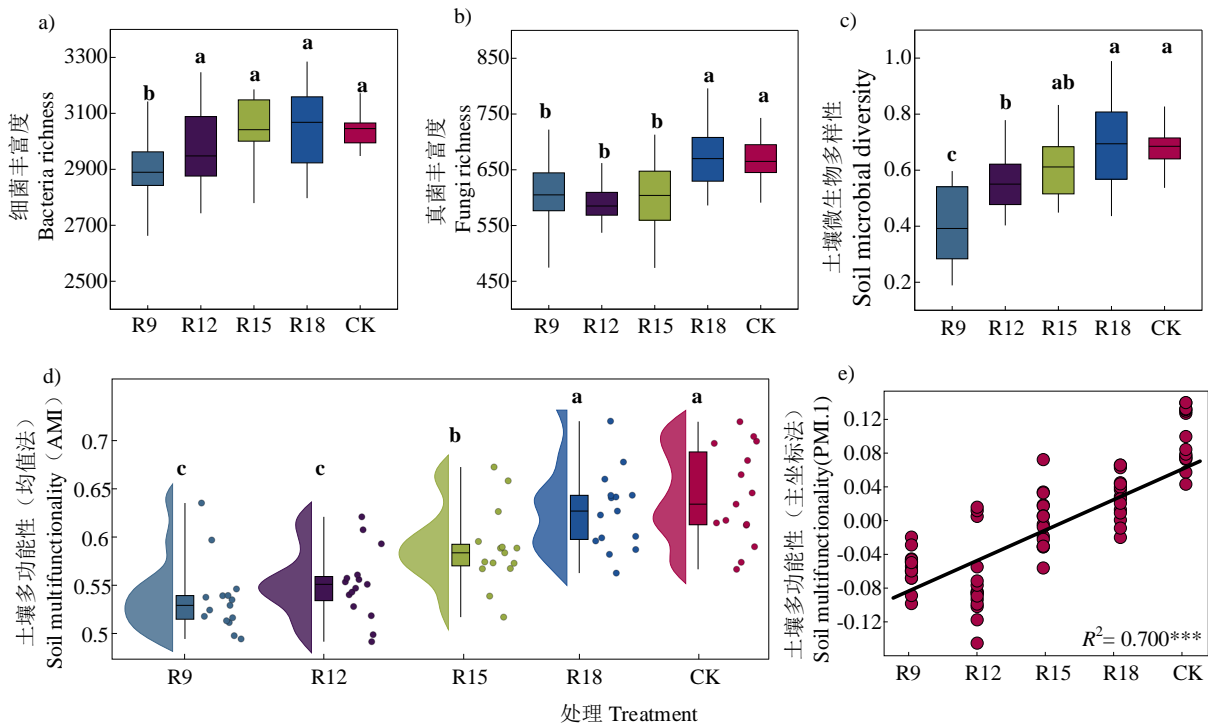 a)
细菌丰富度
Bacteria richness
3300
3100
2900
2700
2500
b
a
a
a
a
R9 R12 R15 R18 CK
b)
真菌丰富度
Fungi richness
850
750
650
550
450
b
b
b
a
a
R9 R12 R15 R18 CK
c)
土壤微生物多样性
Soil microbial diversity
1.0
0.8
0.6
0.4
0.2
c
b
ab
a
a
R9 R12 R15 R18 CK
d)
土壤多功能性（均值法）
Soil multifunctionality（AMI）
0.7
0.65
0.6
0.55
0.5
c
c
b
a
a
R9 R12 R15 R18 CK
处理 Treatment
e)
土壤多功能性（主坐标法）
Soil multifunctionality(PMI.1)
0.12
0.08
0.04
0.00
-0.04
-0.08
-0.12
R²= 0.700***
R9 R12 R15 R18 CK